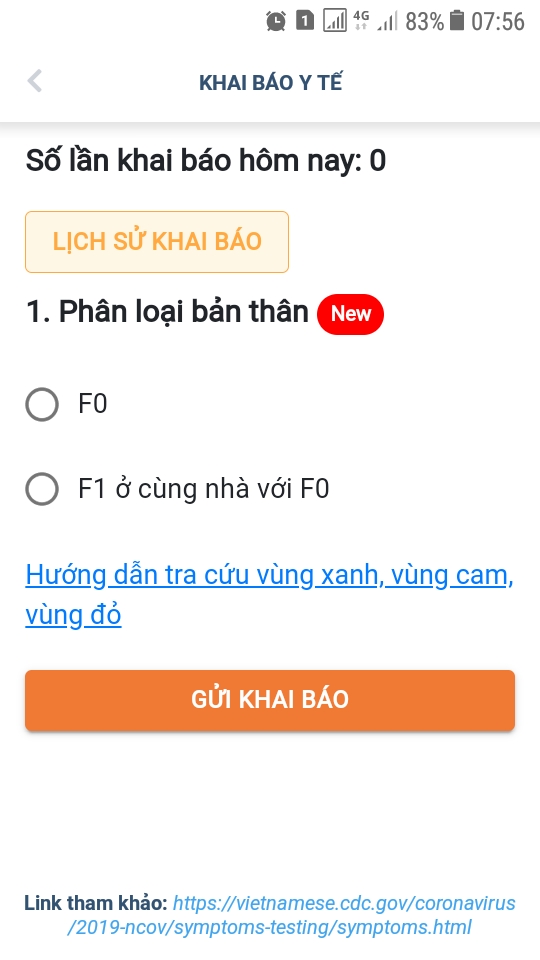 1 4G 83% 07:56
KHAI BÁO Y TẾ
Số lần khai báo hôm nay: 0
LỊCH SỬ KHAI BÁO
1. Phân loại bản thân New
F0
F1 ở cùng nhà với F0
Hướng dẫn tra cứu vùng xanh, vùng cam,
vùng đỏ
GỬI KHAI BÁO
Link tham khảo: https://vietnamese.cdc.gov/coronavirus
/2019-ncov/symptoms-testing/symptoms.html